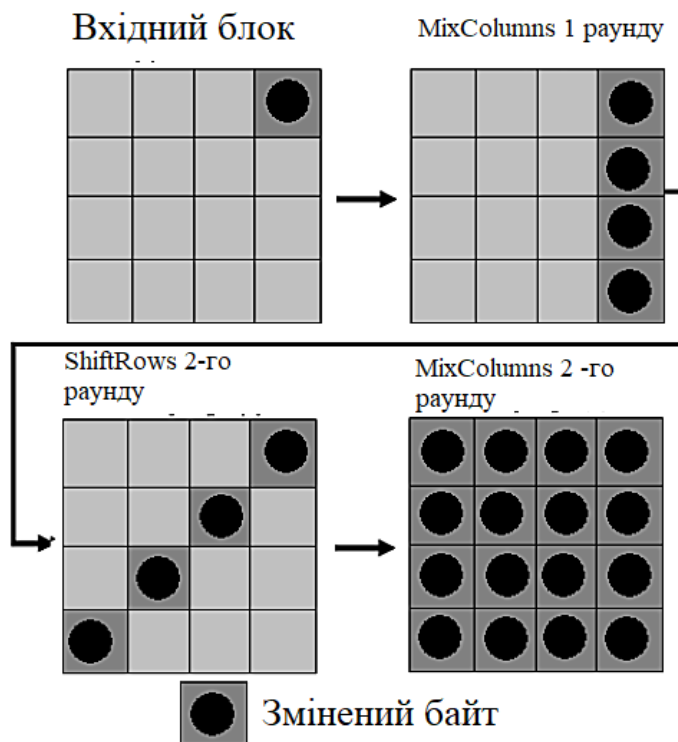 Вхідний блок
MixColumns 1 раунду
ShiftRows 2-го
раунду
MixColumns 2 -го
раунду
Змінений байт